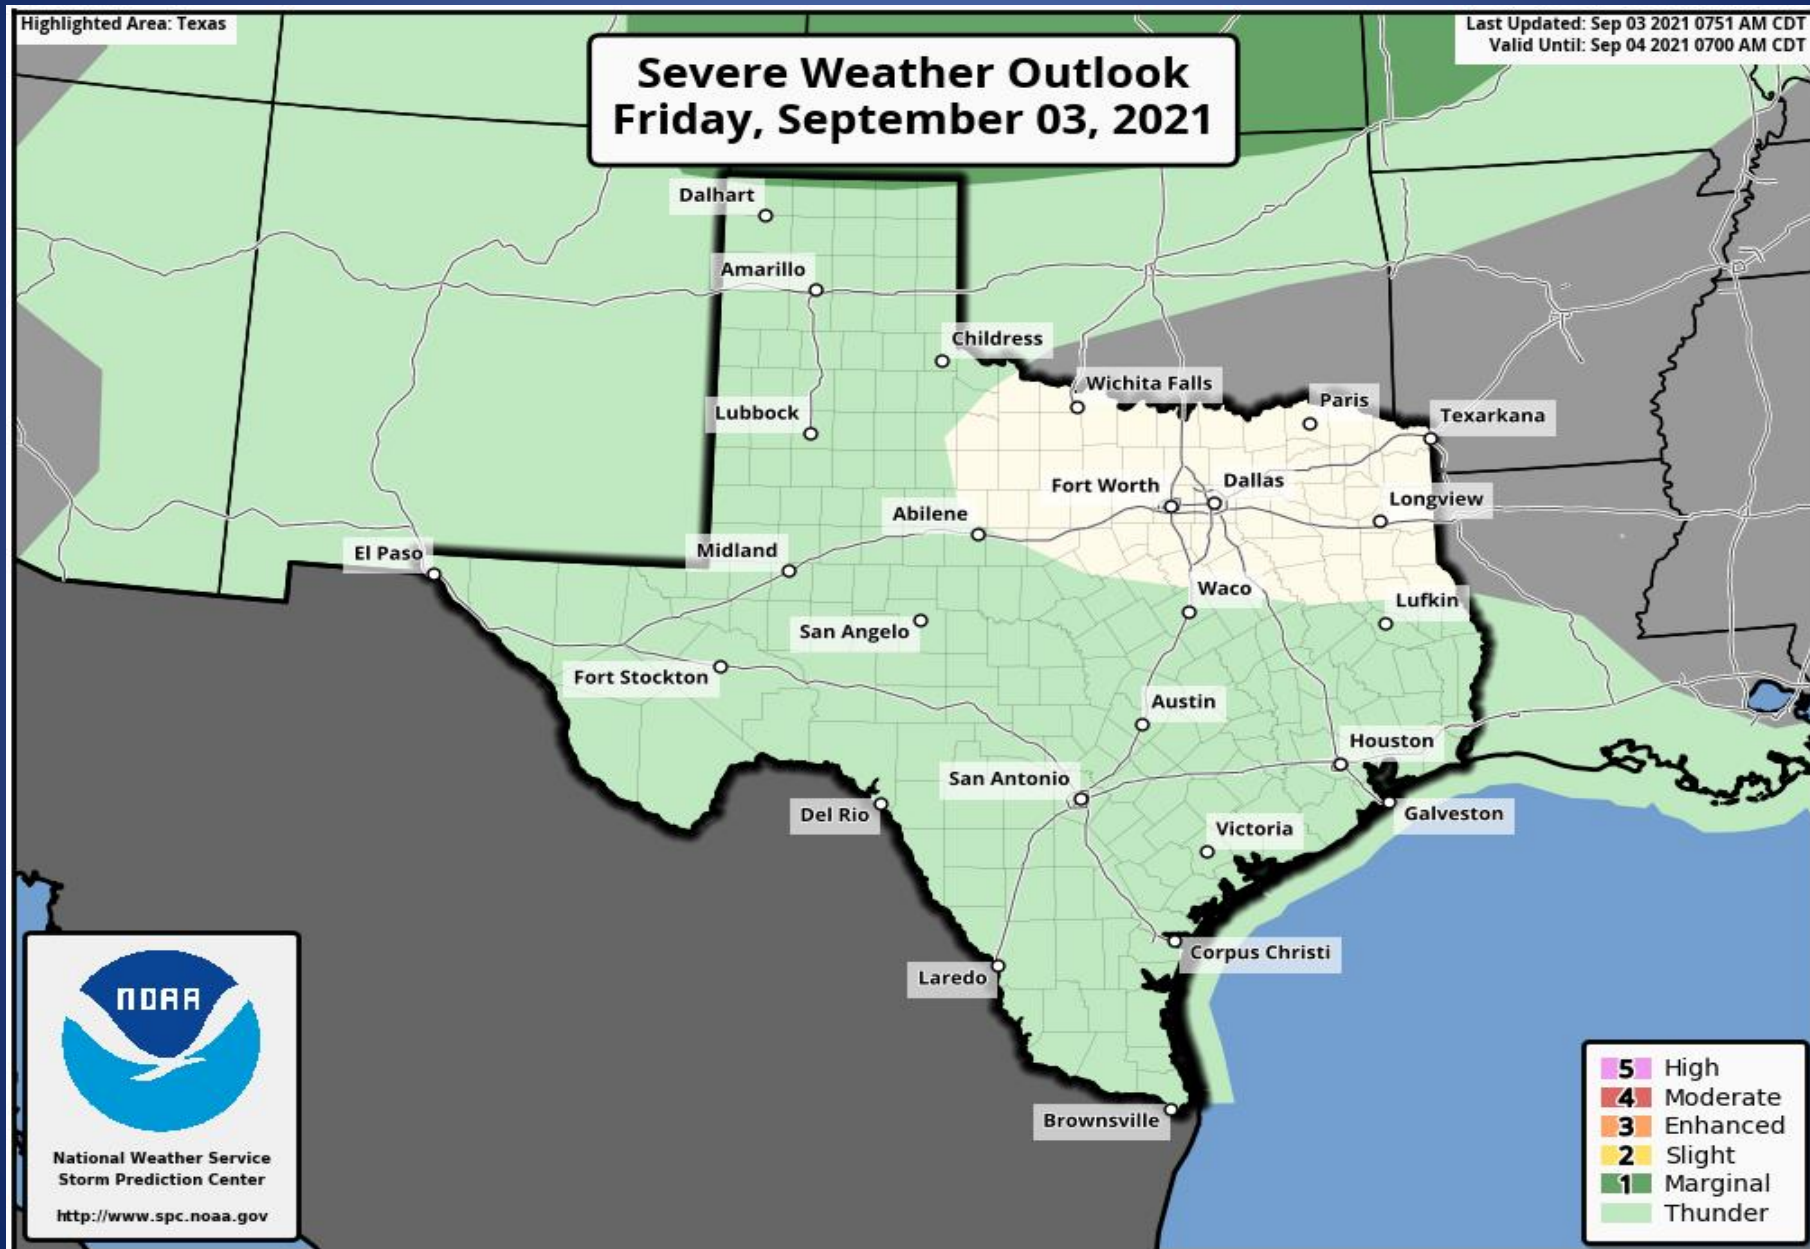 Highlighted Area: Texas
Last Updated: Sep 03 2021 0751 AM CDT
Valid Until: Sep 04 2021 0700 AM CDT
Severe Weather Outlook
Friday, September 03, 2021
Dalhart
Amarillo
Childress
Wichita Falls
Paris
Texarkana
Lubbock
Fort Worth
Dallas
Longview
Abilene
El Paso
Midland
Waco
Lufkin
San Angelo
Fort Stockton
Austin
Houston
San Antonio
Del Rio
Galveston
Victoria
Corpus Christi
Laredo
Brownsville
NOAA
National Weather Service
Storm Prediction Center
http://www.spc.noaa.gov
5 High
4 Moderate
3 Enhanced
2 Slight
1 Marginal
Thunder